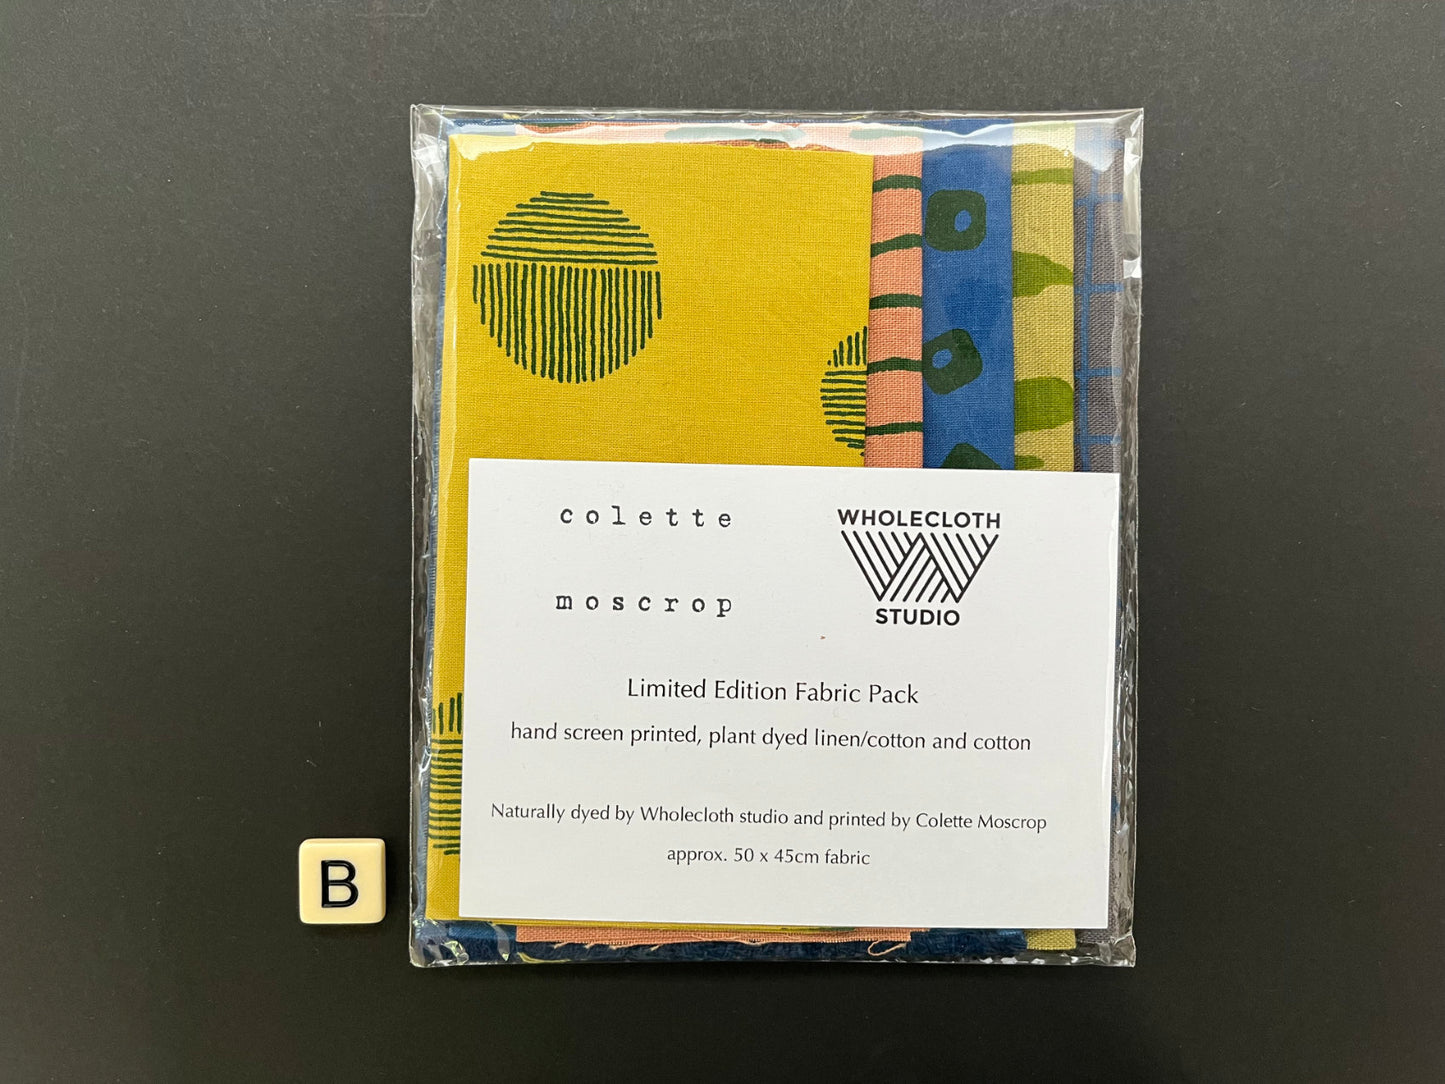 colette
moscrop
WHOLECLOTH
STUDIO
Limited Edition Fabric Pack
hand screen printed, plant dyed linen/cotton and cotton
Naturally dyed by Wholecloth studio and printed by Colette Moscrop
approx. 50 x 45cm fabric
B